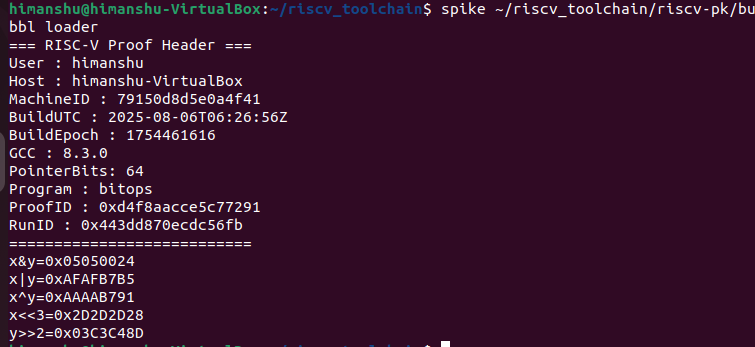 himanshu@himanshu-VirtualBox:~/riscv_toolchain$ spike ~/riscv_toolchain/riscv-pk/bu
bbl loader
=== RISC-V Proof Header ===
User : himanshu
Host : himanshu-VirtualBox
MachineID : 79150d8d5e0a4f41
BuildUTC : 2025-08-06T06:26:56Z
BuildEpoch : 1754461616
GCC : 8.3.0
PointerBits: 64
Program : bitops
ProofID : 0xd4f8aacce5c77291
RunID : 0x443dd870ecdc56fb
===========================
x&y=0x05050024
x|y=0xAFAFB7B5
x^y=0xAAAAB791
x<<3=0x2D2D2D28
y>>2=0x03C3C48D